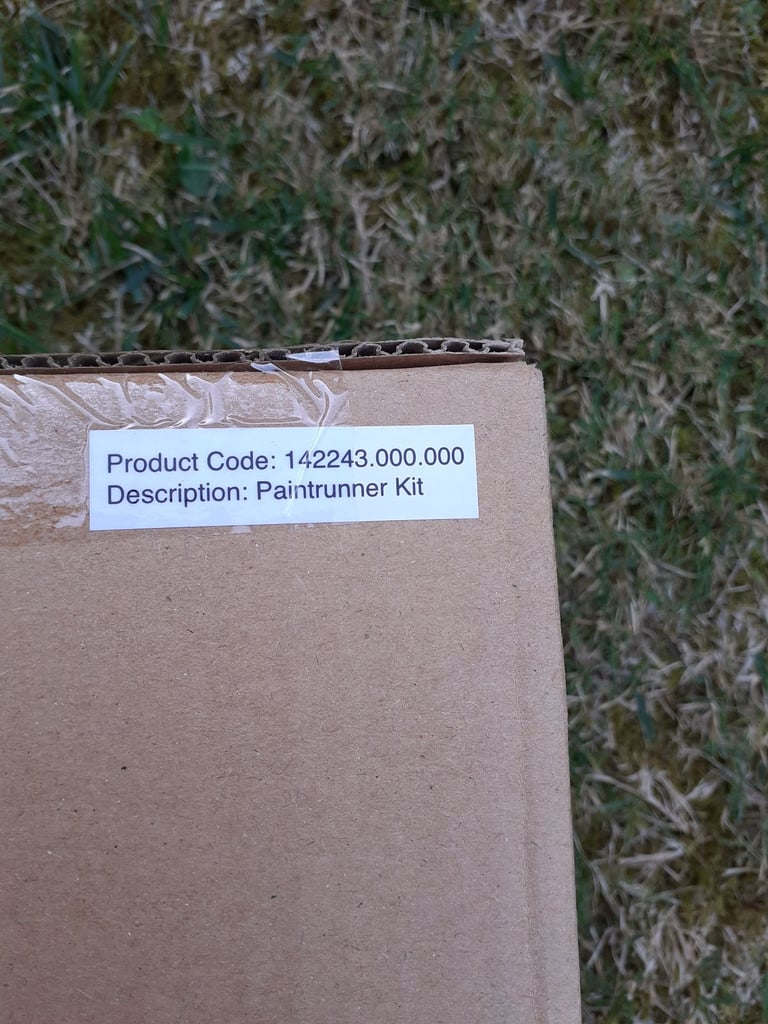 Product Code: 142243.000.000
Description: Paintrunner Kit